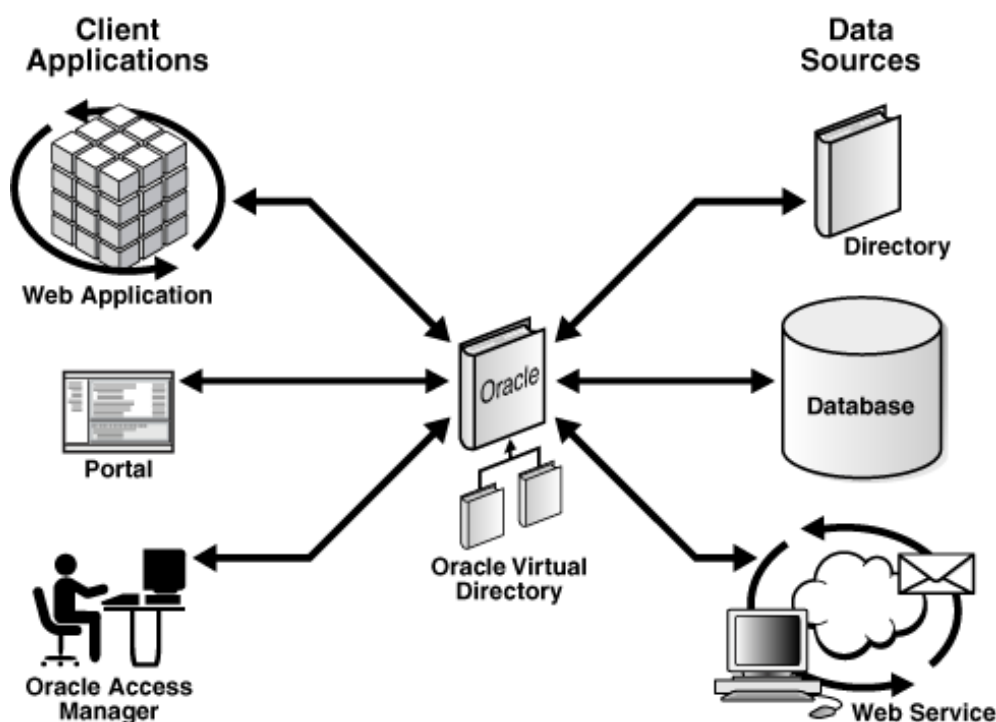 Client
Applications
Data
Sources
Web Application
Directory
Portal
Oracle
Database
Oracle Virtual
Directory
Oracle Access
Manager
Web Service